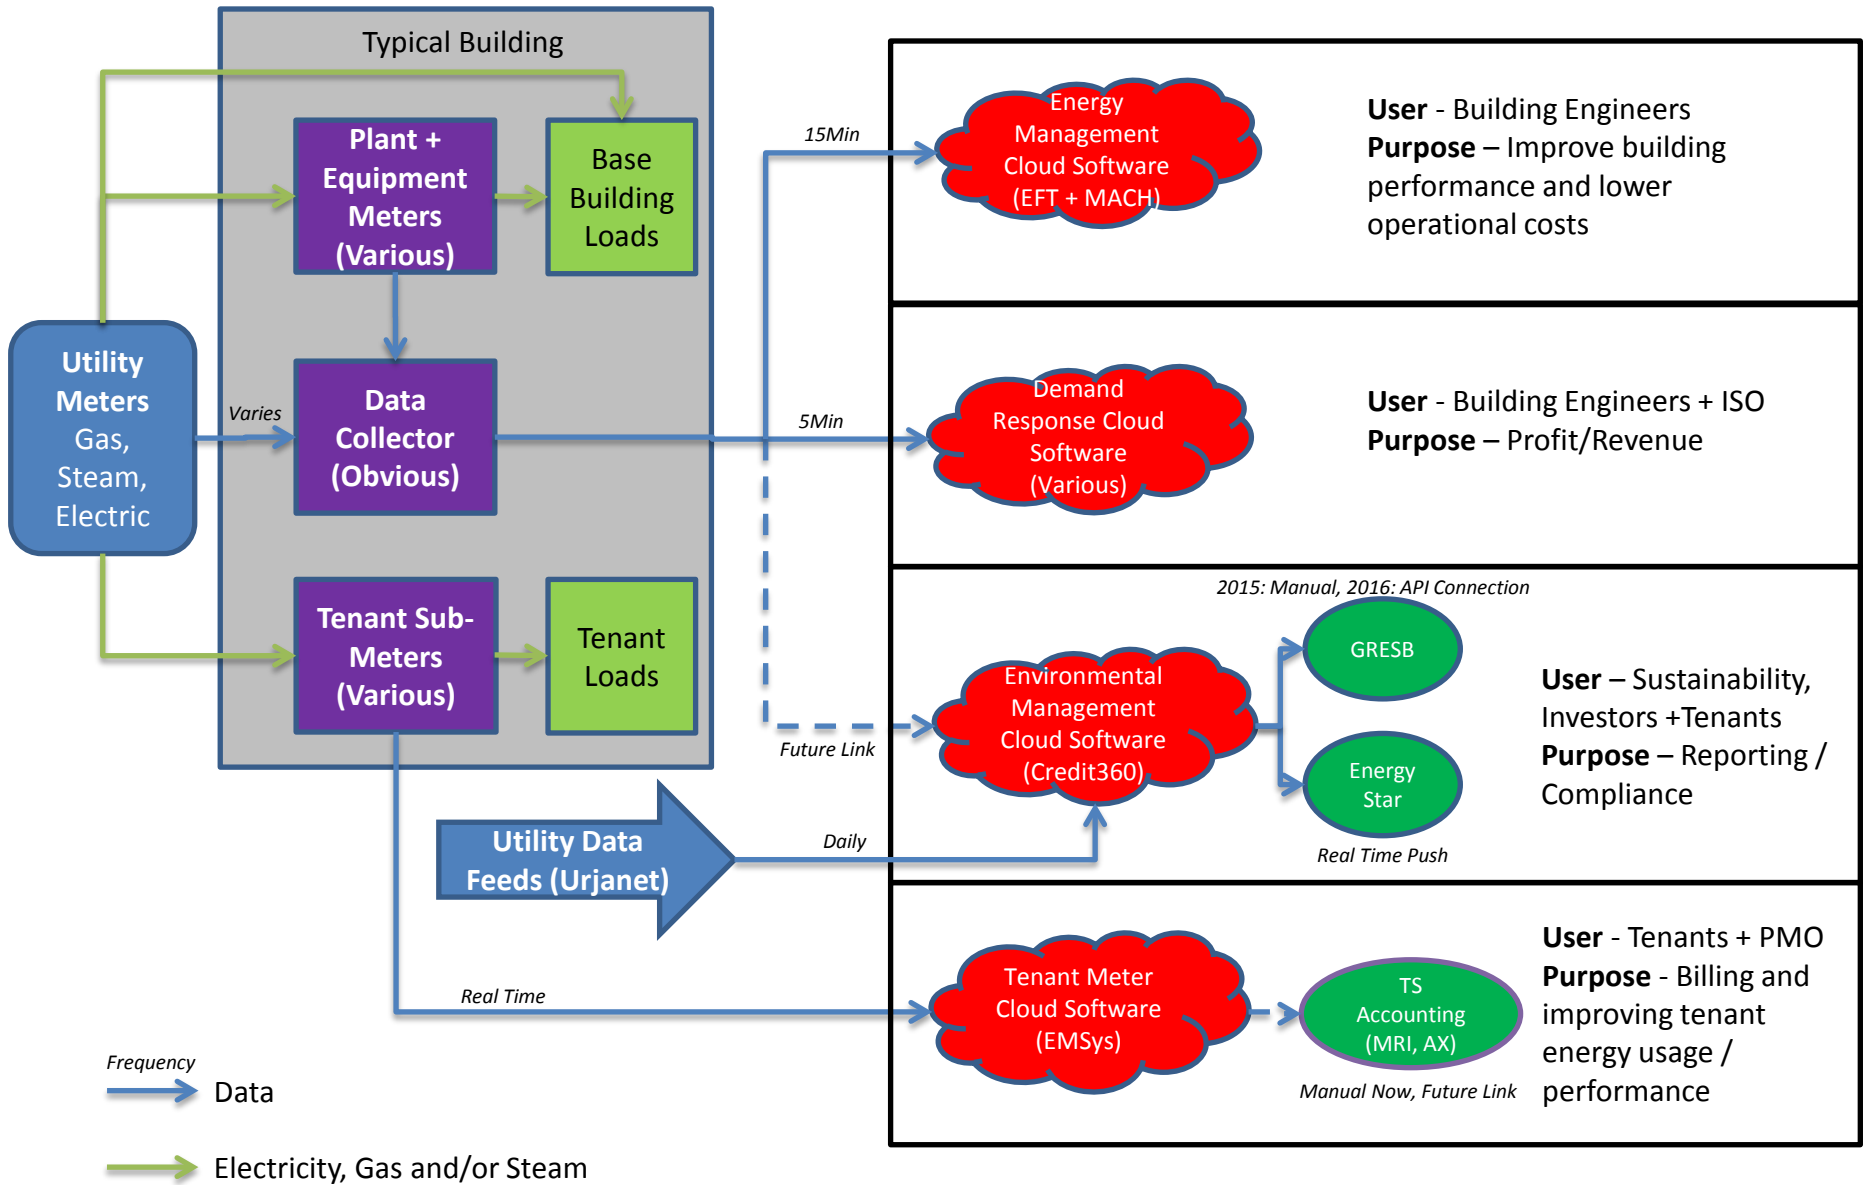 Typical Building
Plant +
Equipment
Meters
(Various)
Base
Building
Loads
Utility
Meters
Gas,
Steam,
Electric
Varies
Data
Collector
(Obvious)
Tenant Sub-
Meters
(Various)
Tenant
Loads
Utility Data
Feeds (Urjanet)
15Min
5Min
Future Link
Daily
Real Time
Energy
Management
Cloud Software
(EFT + MACH)
User - Building Engineers
Purpose – Improve building
performance and lower
operational costs
Demand
Response Cloud
Software
(Various)
User - Building Engineers + ISO
Purpose – Profit/Revenue
2015: Manual, 2016: API Connection
Environmental
Management
Cloud Software
(Credit360)
GRESB
Energy
Star
Real Time Push
User – Sustainability,
Investors +Tenants
Purpose – Reporting /
Compliance
Tenant Meter
Cloud Software
(EMSys)
TS
Accounting
(MRI, AX)
Manual Now, Future Link
User - Tenants + PMO
Purpose - Billing and
improving tenant
energy usage /
performance
Frequency
Data
Electricity, Gas and/or Steam